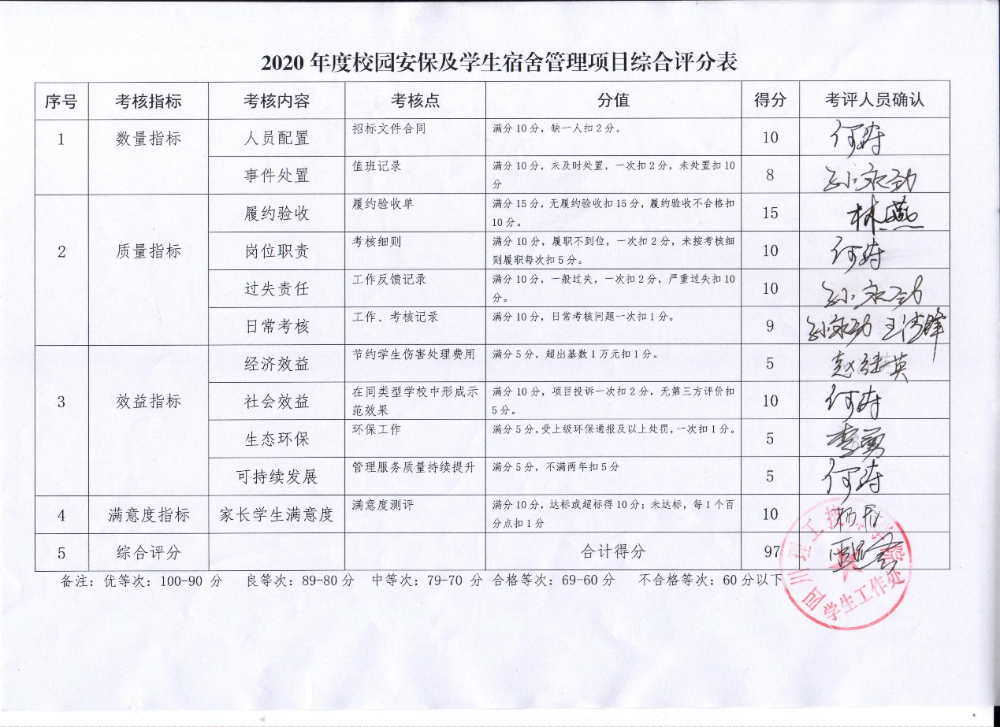 2020 年度校园安保及学生宿舍管理项目综合评分表
序号 考核指标 考核内容 考核点 分值 得分 考评人员确认
1 数量指标 人员配置 招标文件合同 满分 10 分，缺一人扣 2 分。 10 何涛
事件处置 值班记录 满分 10 分，未及时处置，一次扣 2 分，未处置扣 10
分 8
2 质量指标 履约验收 履约验收单 满分 15 分，无履约验收扣 15 分，履约验收不合格扣
10 分。 15 林燕
岗位职责 考核细则 满分 10 分，履职不到位，一次扣 2 分，未按考核细
则履职每次扣 5 分。 10 何涛
过失责任 工作反馈记录 满分 10 分，一般过失，一次扣 2 分，严重过失扣 10
分。 10
日常考核 工作、考核记录 满分 10 分，日常考核问题一次扣 1 分。 9
3 效益指标 经济效益 节约学生伤害处理费用 满分 5 分，超出基数 1 万元扣 1 分。 5 赵继英
社会效益 在同类型学校中形成示
范效果 满分 10 分，项目投诉一次扣 2 分，无第三方评价扣
5 分。 10 何涛
生态环保 环保工作 满分 5 分，受上级环保通报及以上处罚，一次扣 1 分。 5 李勇
可持续发展 管理服务质量持续提升 满分 5 分，不满两年扣 5 分 5 何涛
4 满意度指标 家长学生满意度 满意度测评 满分 10 分，达标或超标得 10 分；未达标，每 1 个百
分点扣 1 分 10
5 综合评分 合计得分 97
备注：优等次：100-90 分 良等次：89-80 分 中等次：79-70 分 合格等次：69-60 分 不合格等次：60 分以下
四川理工技 院
学生工作处